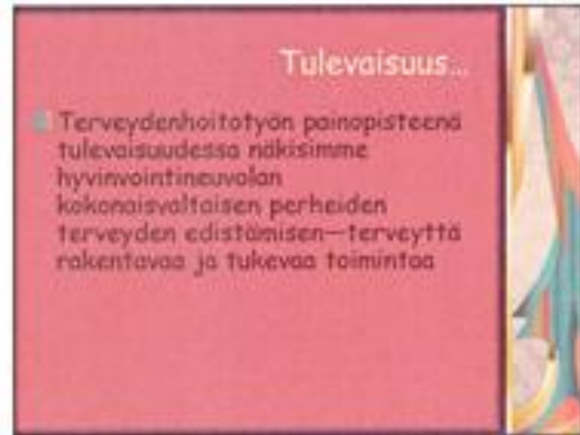 Tulevaisuus...
Terveydenhoitotyön painopisteenä
tulevaisuudessa näkisimme
hyvinvointineuvolan
kokonaisvaltaisen perheiden
terveyden edistämisen—terveyttä
rakentavaa ja tukevaa toimintaa